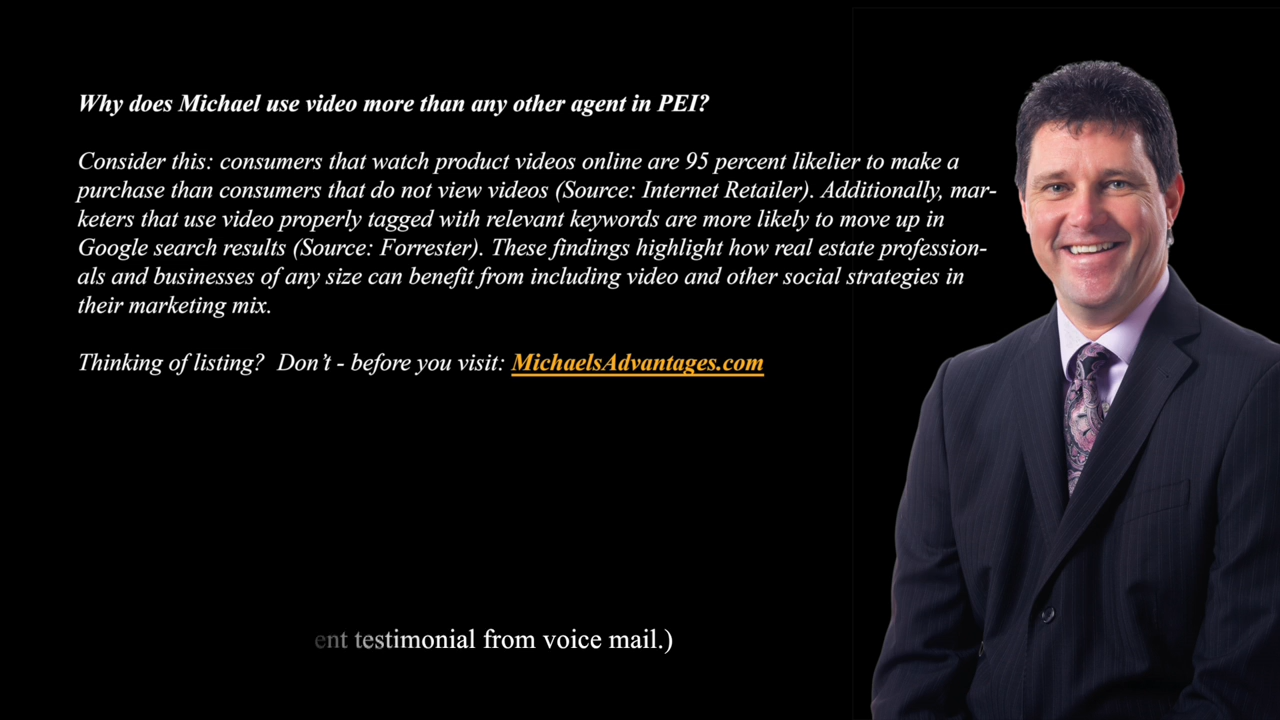 Why does Michael use video more than any other agent in PEI?
Consider this: consumers that watch product videos online are 95 percent likelier to make a
purchase than consumers that do not view videos (Source: Internet Retailer). Additionally, mar-
keters that use video properly tagged with relevant keywords are more likely to move up in
Google search results (Source: Forrester). These findings highlight how real estate profession-
als and businesses of any size can benefit from including video and other social strategies in
their marketing mix.
Thinking of listing?  Don’t - before you visit: MichaelsAdvantages.com
ent testimonial from voice mail.)